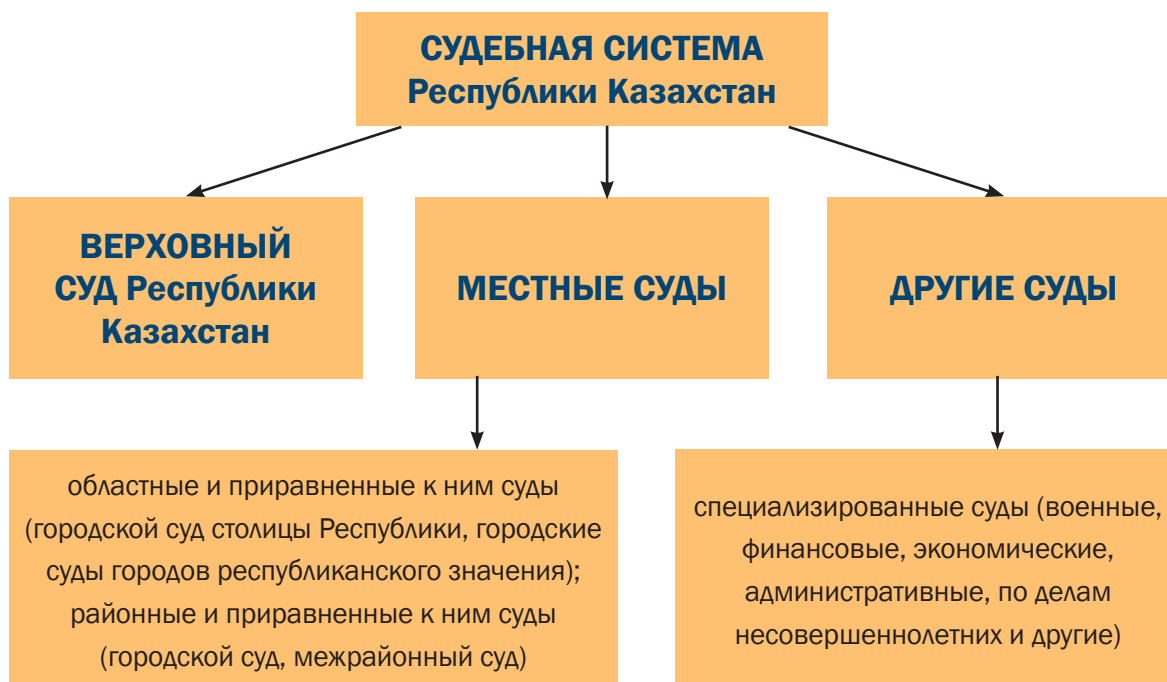 СУДЕБНАЯ СИСТЕМА
Республики Казахстан
ВЕРХОВНЫЙ
СУД Республики
Казахстан
МЕСТНЫЕ СУДЫ
ДРУГИЕ СУДЫ
областные и приравненные к ним суды
(городской суд столицы Республики, городские
суды городов республиканского значения);
районные и приравненные к ним суды
(городской суд, межрайонный суд)
специализированные суды (военные,
финансовые, экономические,
административные, по делам
несовершеннолетних и другие)